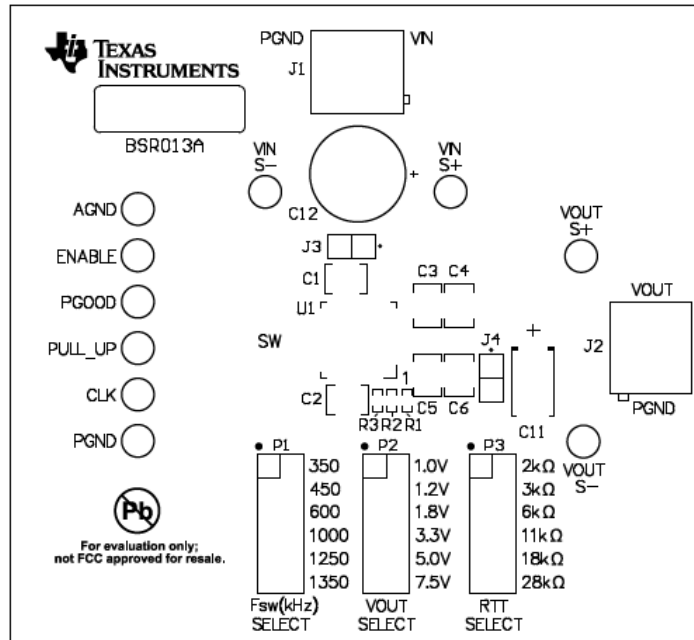 TEXAS
INSTRUMENTS
BSR013A
PGND
VIN
J1
VIN
S-
VIN
S+
C12
J3
C1
C3 C4
U1
SW
J4
C2
1
R3 R2 R1
C5 C6
C11
VOUT
S+
VOUT
J2
PGND
VOUT
S-
AGND
ENABLE
PGOOD
PULL_UP
CLK
PGND
Pb
For evaluation only;
not FCC approved for resale.
P1
350
450
600
1000
1250
1350
Fsw(kHz)
SELECT
P2
1.0V
1.2V
1.8V
3.3V
5.0V
7.5V
VOUT
SELECT
P3
2kΩ
3kΩ
6kΩ
11kΩ
18kΩ
28kΩ
RTT
SELECT